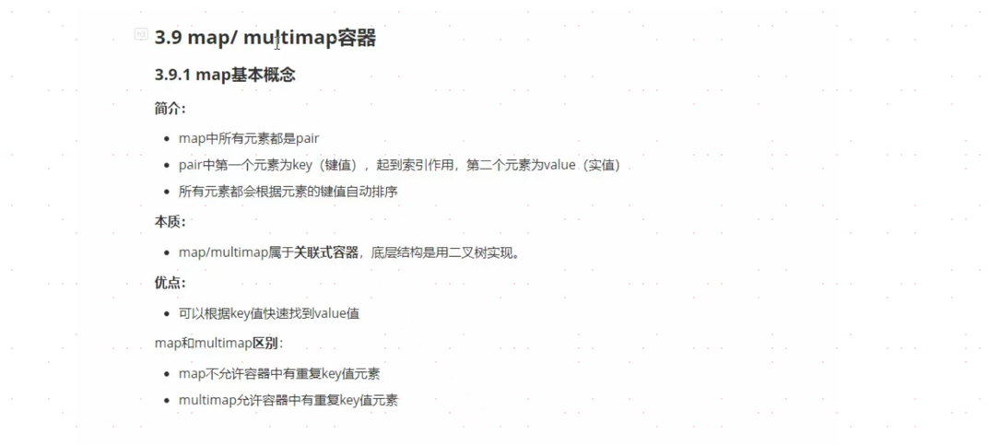 h3
3.9 map/ multimap容器
3.9.1 map基本概念
简介：
map中所有元素都是pair
pair中第一个元素为key（键值），起到索引作用，第二个元素为value（实值）
所有元素都会根据元素的键值自动排序
本质：
map/multimap属于关联式容器，底层结构是用二叉树实现。
优点：
可以根据key值快速找到value值
map和multimap区别：
map不允许容器中有重复key值元素
multimap允许容器中有重复key值元素